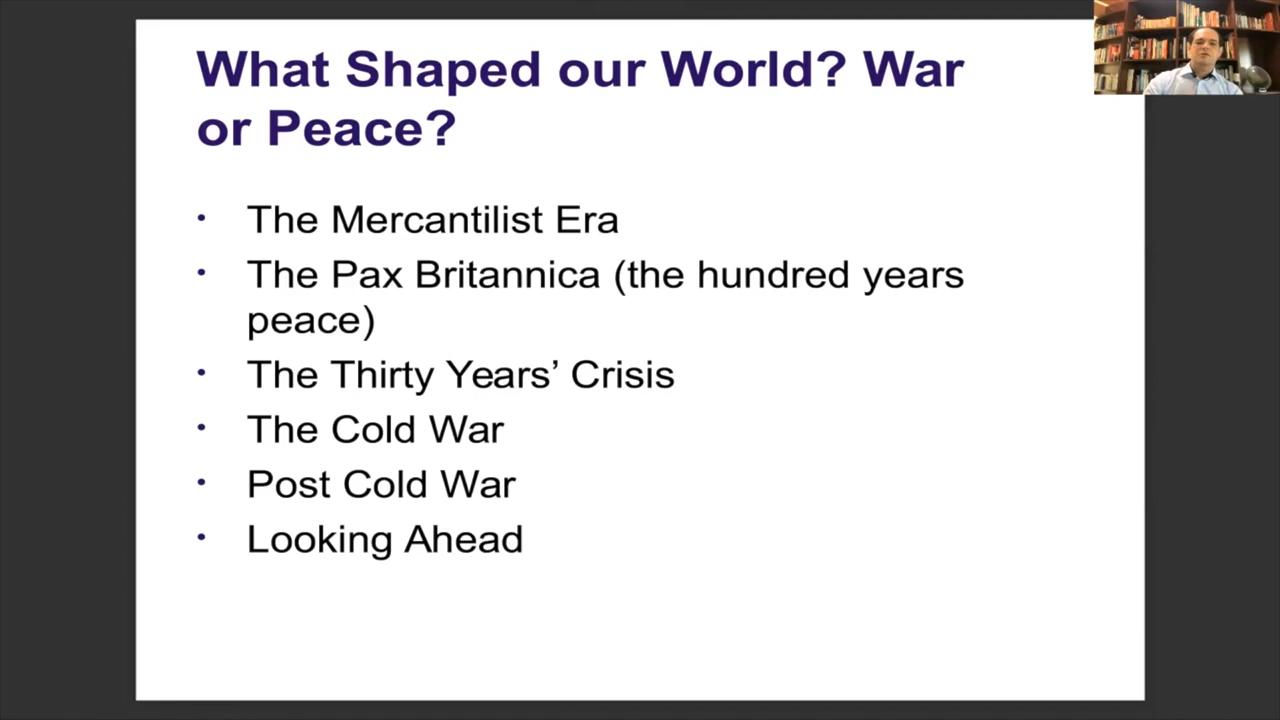 What Shaped our World? War
or Peace?
• The Mercantilist Era
• The Pax Britannica (the hundred years
peace)
• The Thirty Years’ Crisis
• The Cold War
• Post Cold War
• Looking Ahead